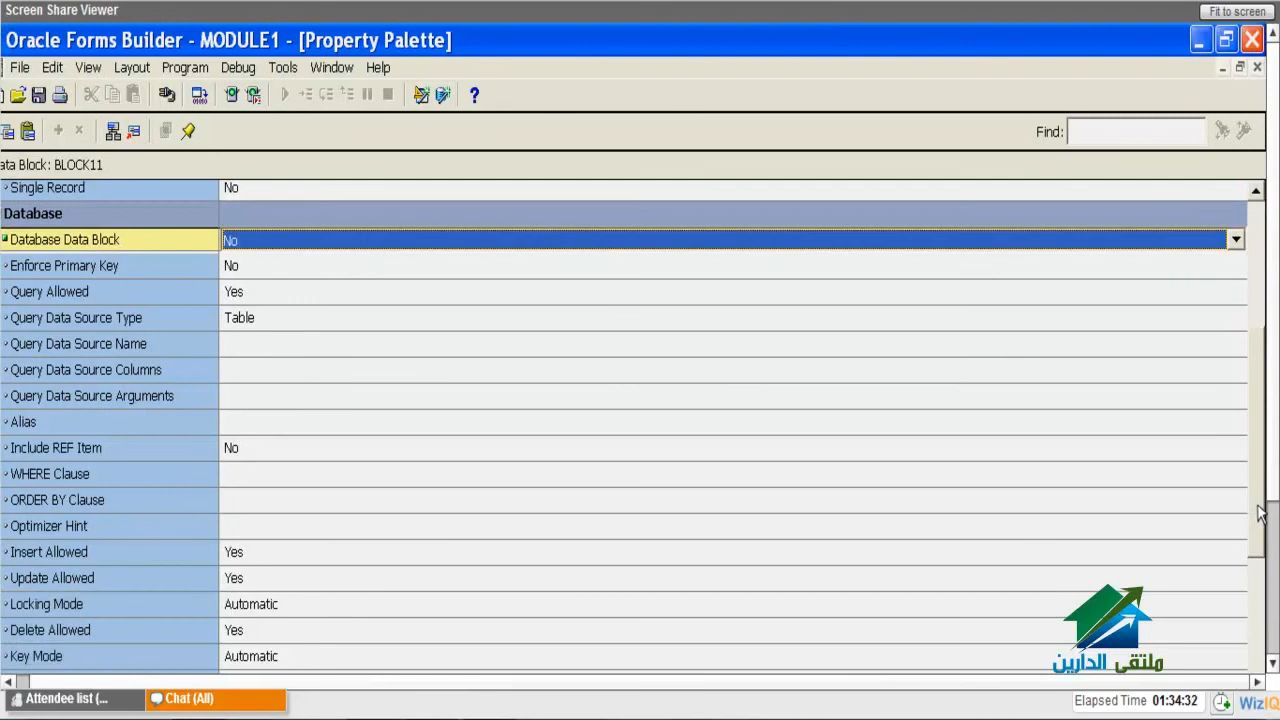 Screen Share Viewer
Fit to screen
Oracle Forms Builder - MODULE1 - [Property Palette]
File Edit View Layout Program Debug Tools Window Help
Find:
ata Block: BLOCK11
Single Record No
Database
Database Data Block No
Enforce Primary Key No
Query Allowed Yes
Query Data Source Type Table
Query Data Source Name
Query Data Source Columns
Query Data Source Arguments
Alias
Include REF Item No
WHERE Clause
ORDER BY Clause
Optimizer Hint
Insert Allowed Yes
Update Allowed Yes
Locking Mode Automatic
Delete Allowed Yes
Key Mode Automatic
ملتقى الدارين
Attendee list (... Chat (All) Elapsed Time 01:34:32 WizIQ